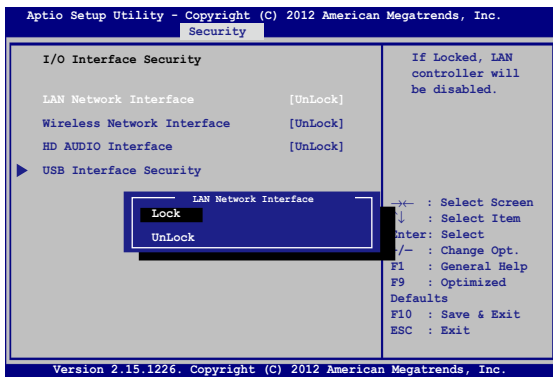 Aptio Setup Utility - Copyright (C) 2012 American Megatrends, Inc.
Security
I/O Interface Security
LAN Network Interface [UnLock]
Wireless Network Interface [UnLock]
HD AUDIO Interface [UnLock]
USB Interface Security
LAN Network Interface
Lock
UnLock
If Locked, LAN
controller will
be disabled.
→← : Select Screen
↑↓ : Select Item
Enter: Select
+/— : Change Opt.
F1 : General Help
F9 : Optimized
Defaults
F10 : Save & Exit
ESC : Exit
Version 2.15.1226. Copyright (C) 2012 American Megatrends, Inc.